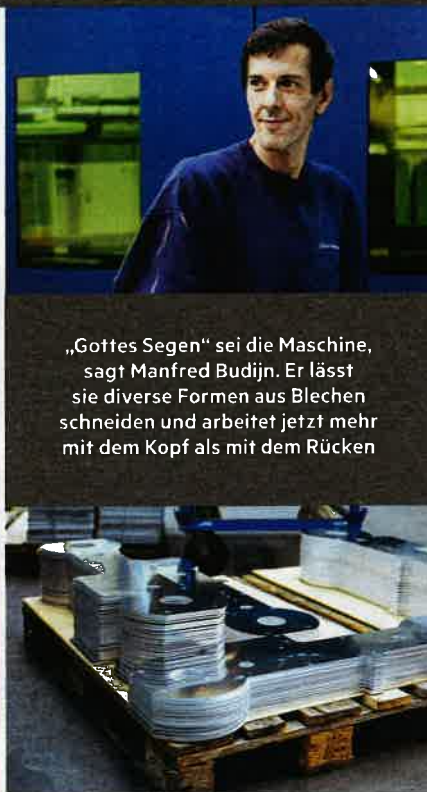 „Gottes Segen“ sei die Maschine,
sagt Manfred Budijn. Er lässt
sie diverse Formen aus Blechen
schneiden und arbeitet jetzt mehr
mit dem Kopf als mit dem Rücken